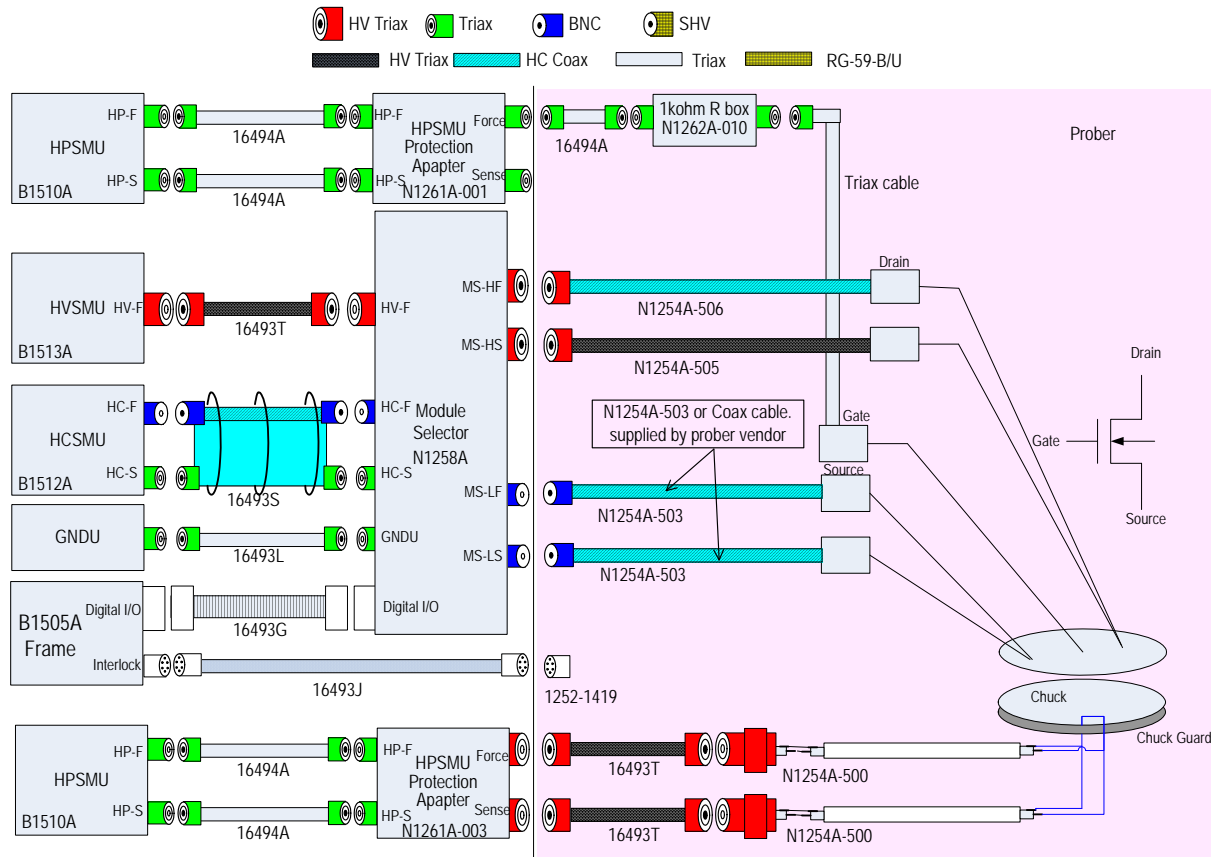 HV Triax
Triax
BNC
SHV
HV Triax
HC Coax
Triax
RG-59-B/U
HPSMU
B1510A
HP-F
HP-S
16494A
16494A
HP-F
HP-S
HPSMU
Protection
Apapter
N1261A-001
Force
Sense
16494A
1kohm R box
N1262A-010
Prober
Triax cable
HVSMU
B1513A
HV-F
16493T
HV-F
MS-HF
MS-HS
N1254A-506
N1254A-505
Drain
HCSMU
B1512A
HC-F
HC-S
16493S
HC-F
HC-S
Module
Selector
N1258A
MS-LF
MS-LS
N1254A-503 or Coax cable.
supplied by prober vendor
Gate
Source
N1254A-503
N1254A-503
Drain
Gate
Source
GNDU
16493L
GNDU
B1505A
Frame
Digital I/O
Interlock
16493G
Digital I/O
16493J
1252-1419
Chuck
Chuck Guard
HPSMU
B1510A
HP-F
HP-S
16494A
16494A
HP-F
HP-S
HPSMU
Protection
Apapter
N1261A-003
Force
Sense
16493T
16493T
N1254A-500
N1254A-500